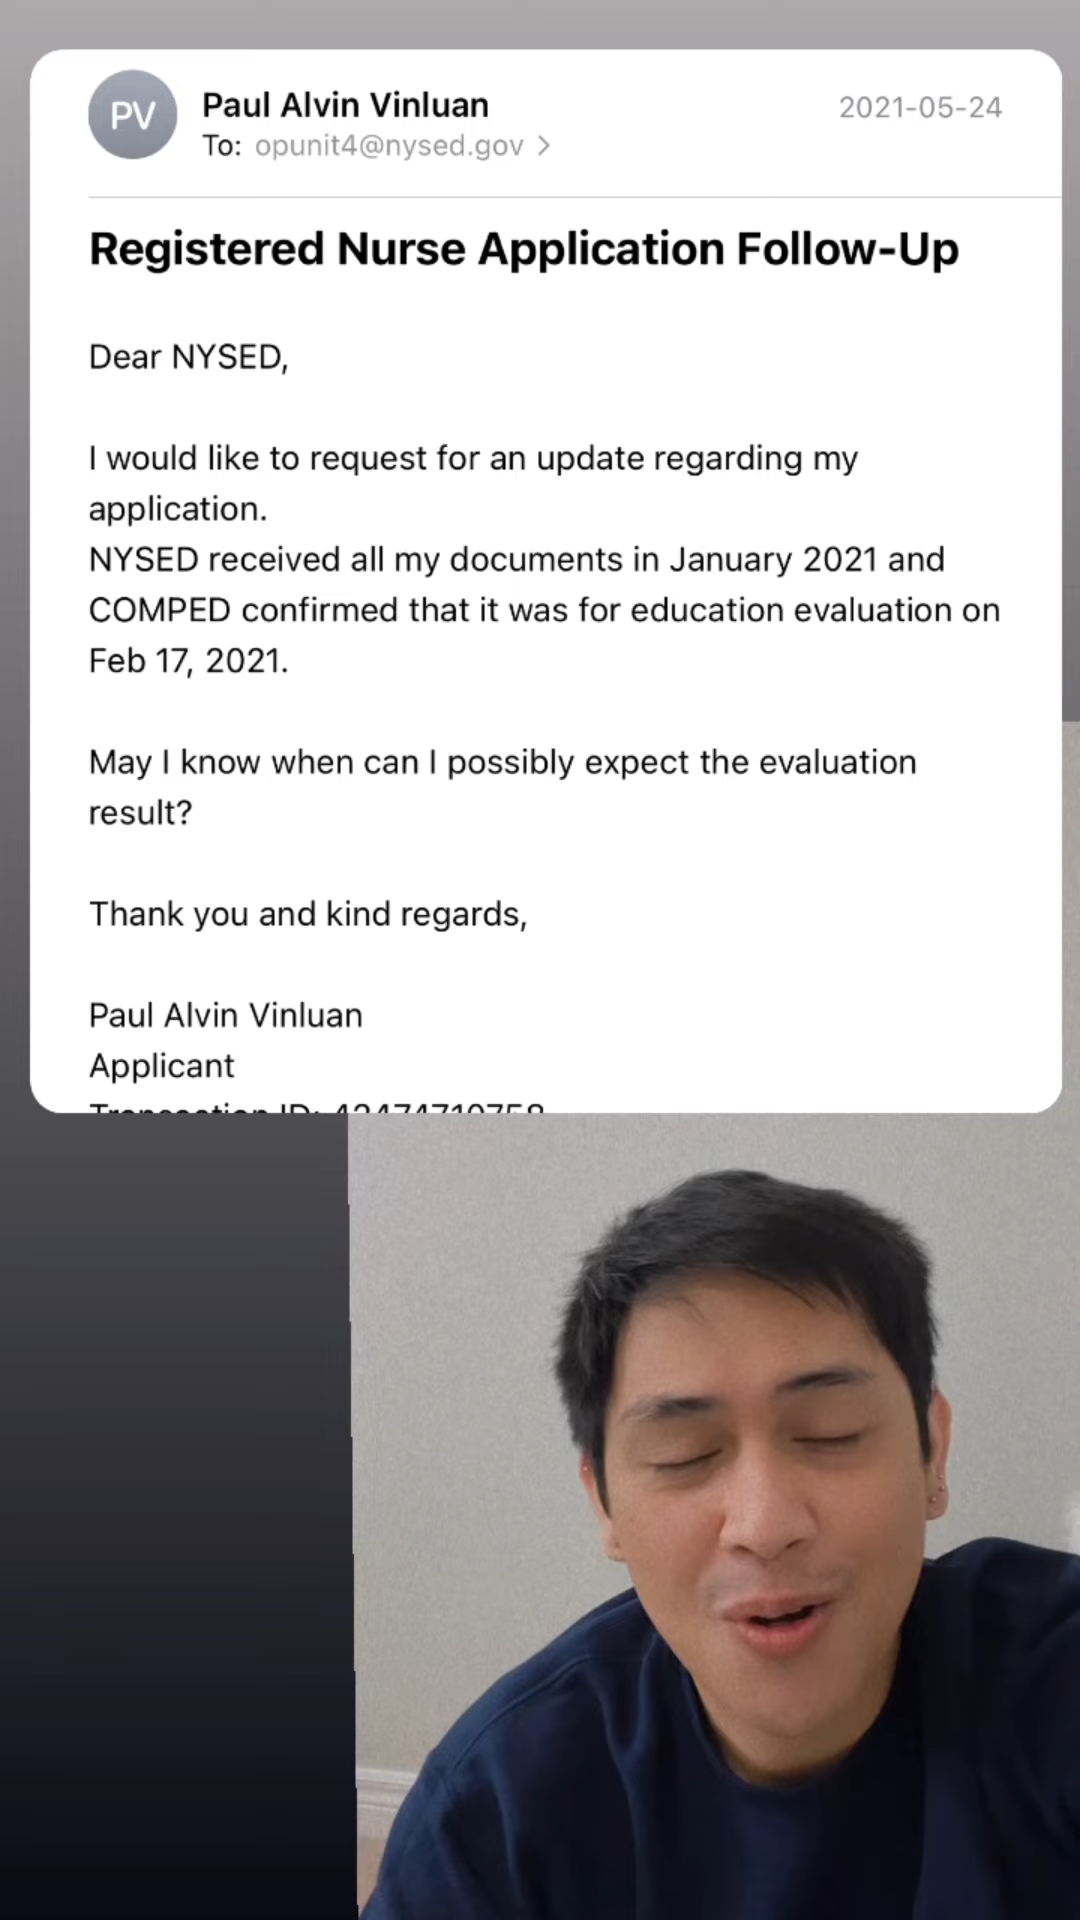 PV
Paul Alvin Vinluan
2021-05-24
To: opunit4@nysed.gov >
Registered Nurse Application Follow-Up
Dear NYSED,
I would like to request for an update regarding my
application.
NYSED received all my documents in January 2021 and
COMPED confirmed that it was for education evaluation on
Feb 17, 2021.
May I know when can I possibly expect the evaluation
result?
Thank you and kind regards,
Paul Alvin Vinluan
Applicant
Transaction ID: